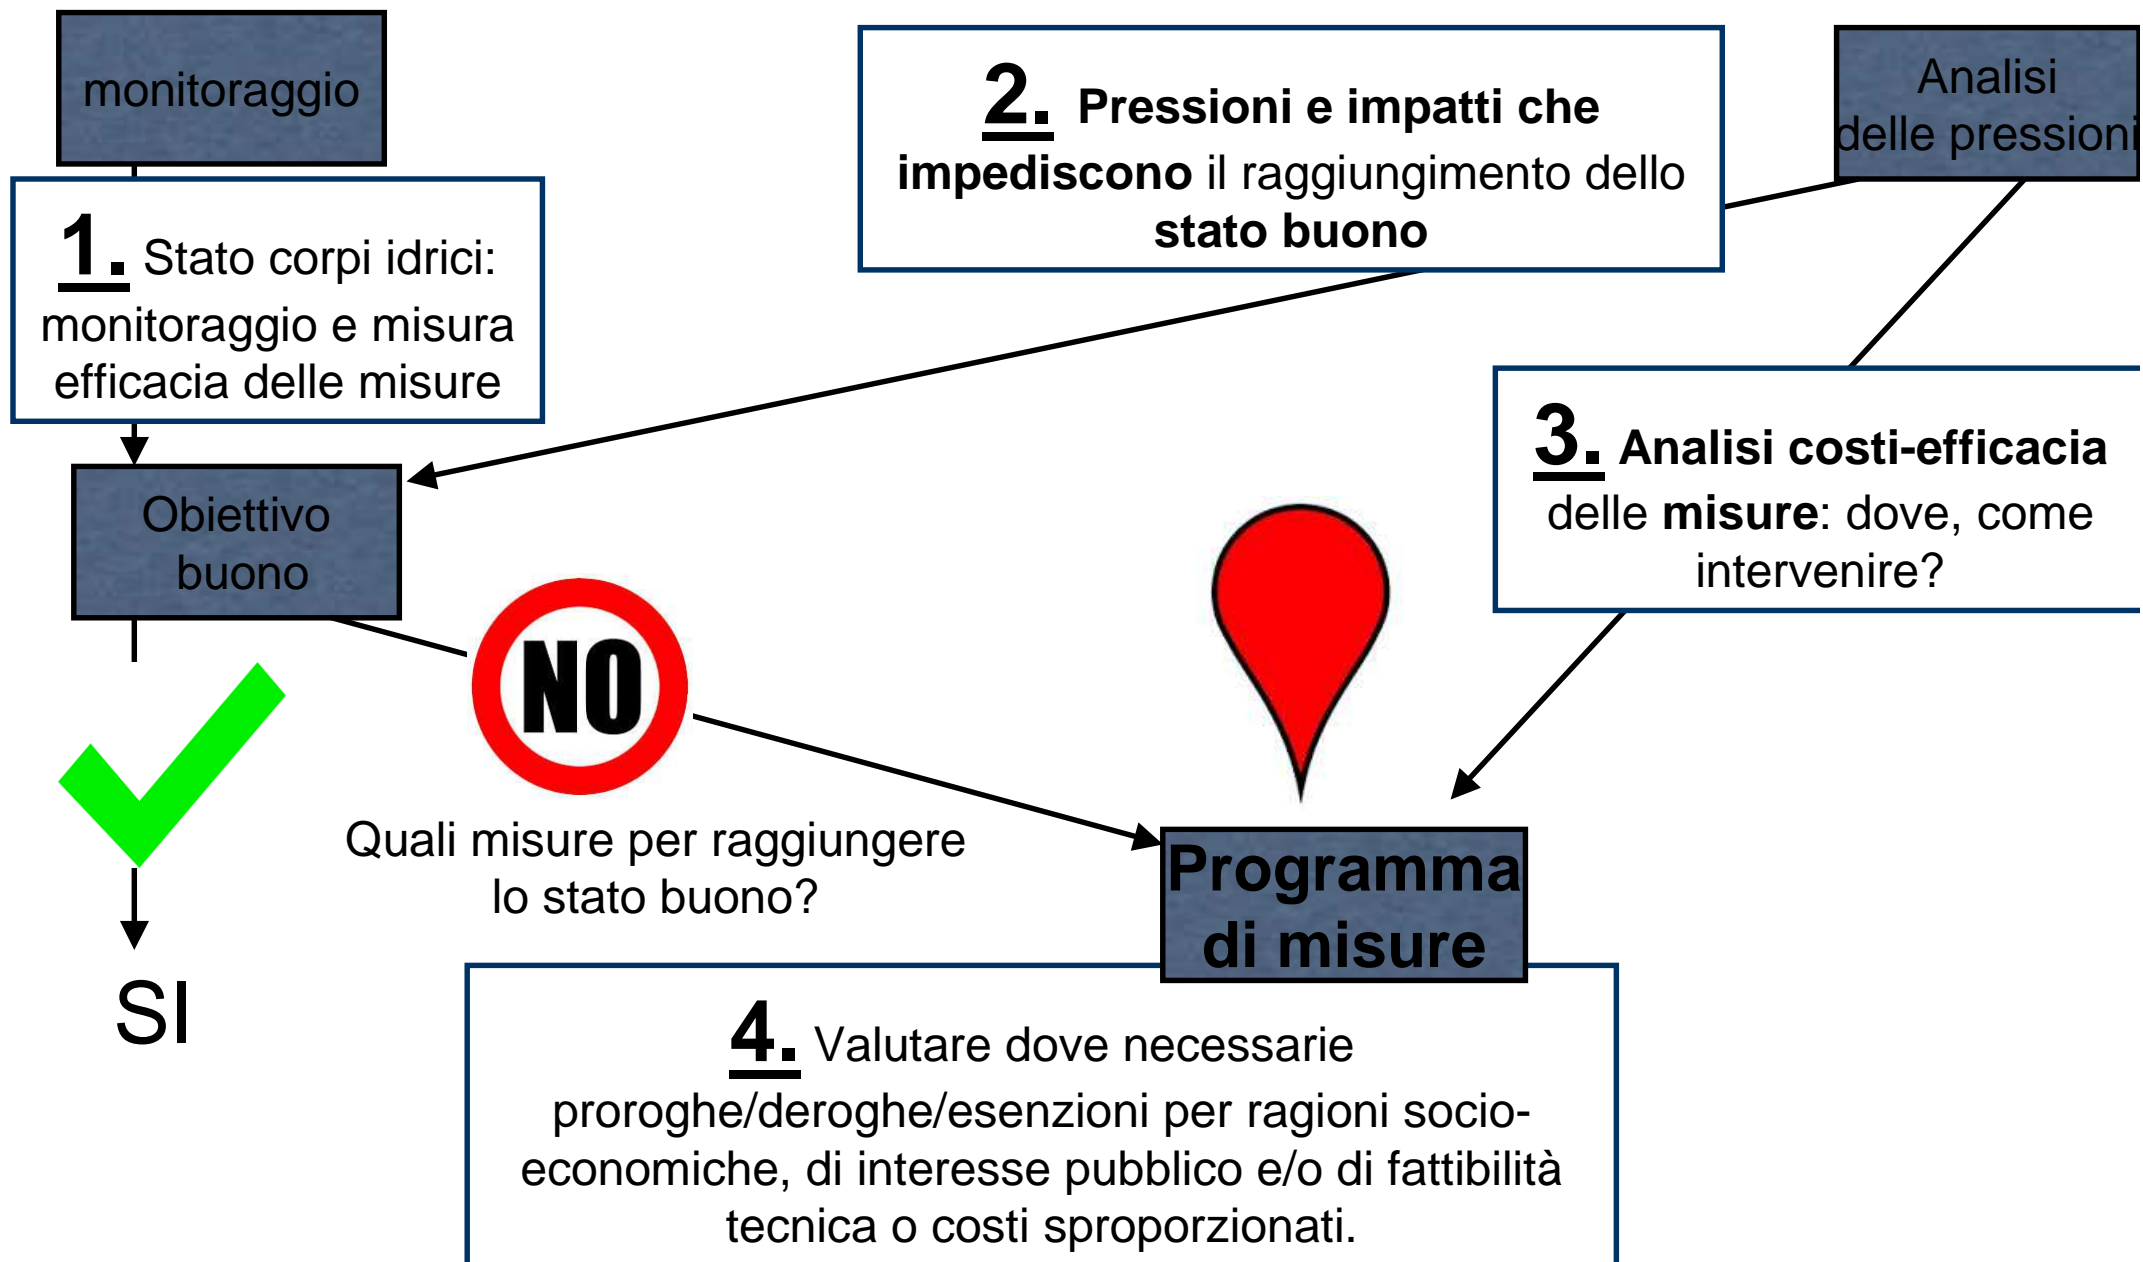 monitoraggio
1. Stato corpi idrici:
monitoraggio e misura
efficacia delle misure
2. Pressioni e impatti che
impediscono il raggiungimento dello
stato buono
Analisi
delle pressioni
3. Analisi costi-efficacia
delle misure: dove, come
intervenire?
Obiettivo
buono
NO
Quali misure per raggiungere
lo stato buono?
SI
Programma
di misure
4. Valutare dove necessarie
proroghe/deroghe/esenzioni per ragioni socio-
economiche, di interesse pubblico e/o di fattibilità
tecnica o costi sproporzionati.